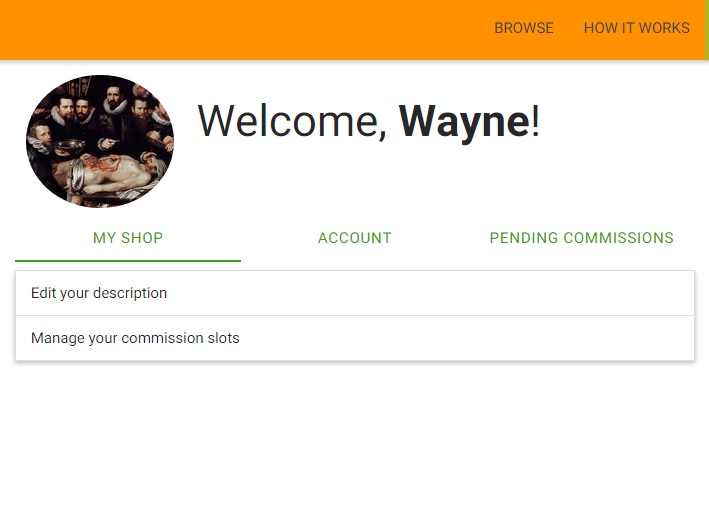 BROWSE HOW IT WORKS
Welcome, Wayne!
MY SHOP ACCOUNT PENDING COMMISSIONS
Edit your description
Manage your commission slots